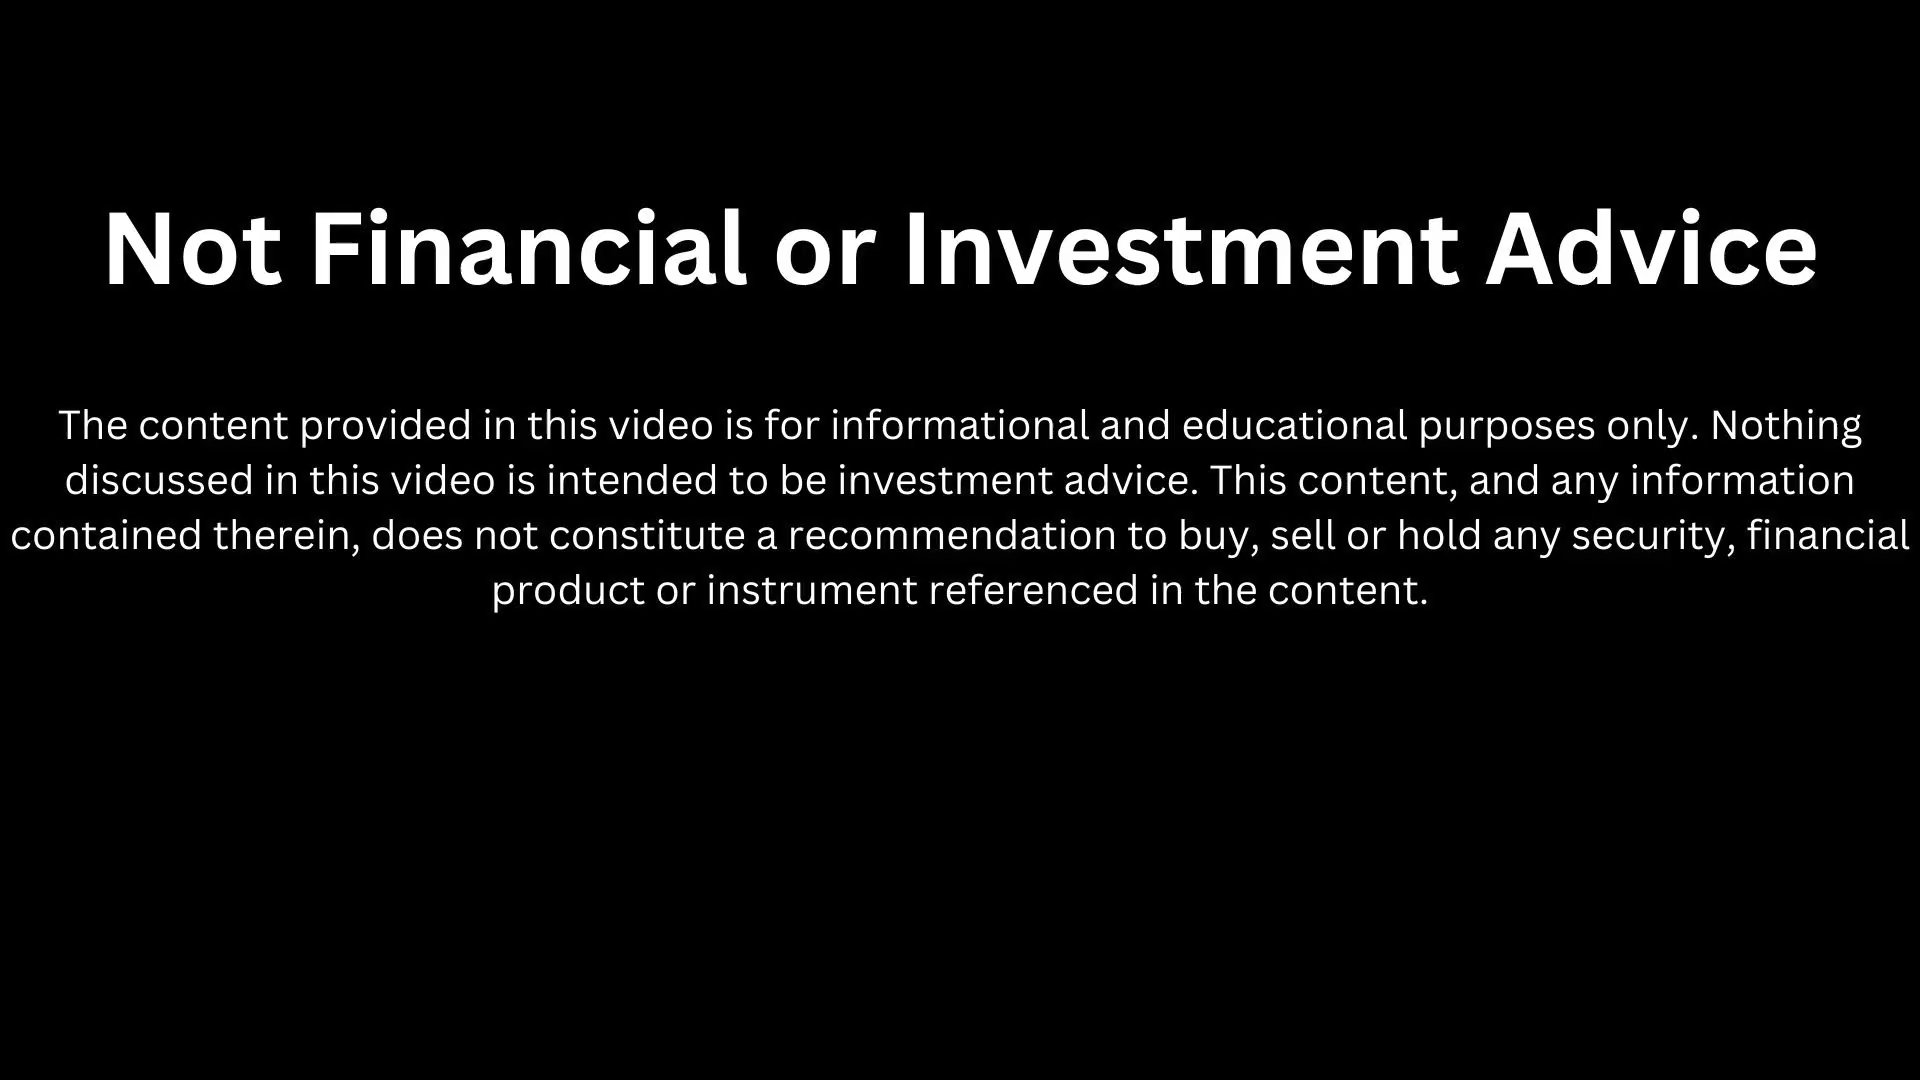 Not Financial or Investment Advice
The content provided in this video is for informational and educational purposes only. Nothing
discussed in this video is intended to be investment advice. This content, and any information
contained therein, does not constitute a recommendation to buy, sell or hold any security, financial
product or instrument referenced in the content.